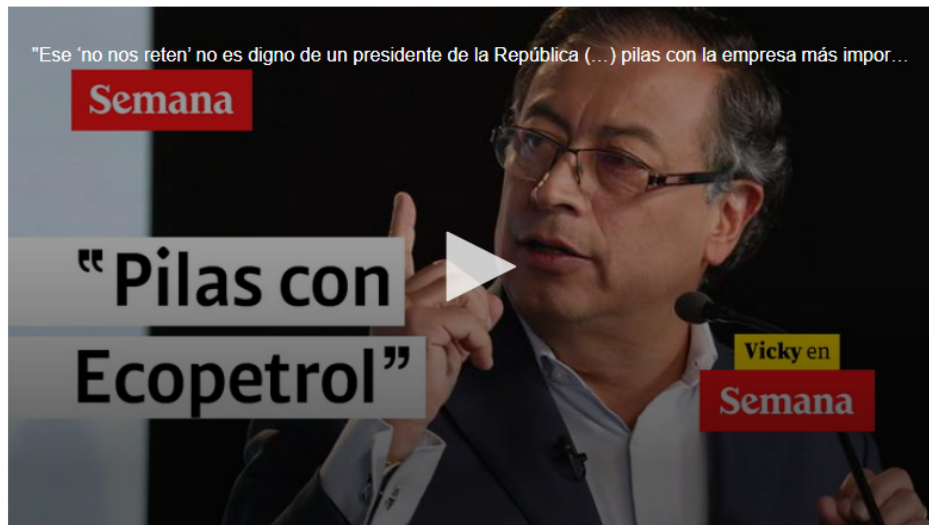 "Ese ‘no nos reten’ no es digno de un presidente de la República (...) pilas con la empresa más impor...
Semana
“Pilas con
Ecopetrol”
Vicky en
Semana